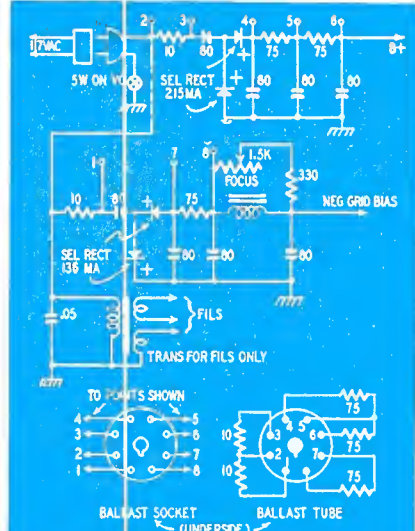 2 3 4 5 6
117VAC
10 80 75 75 B+
SW ON VC
SEL RECT
215MA
80 80 80
1 7 8
1.5K
FOCUS
330
10 75 NEG GRID BIAS
SEL RECT
135 MA
80 80 80
.05
FILS
TRANS FOR FILS ONLY
TO POINTS SHOWN
4 5
3 6
2 7
1 8
75
4 5
10 3 6 75
10 2 7
75
BALLAST SOCKET BALLAST TUBE
(UNDERSIDE)